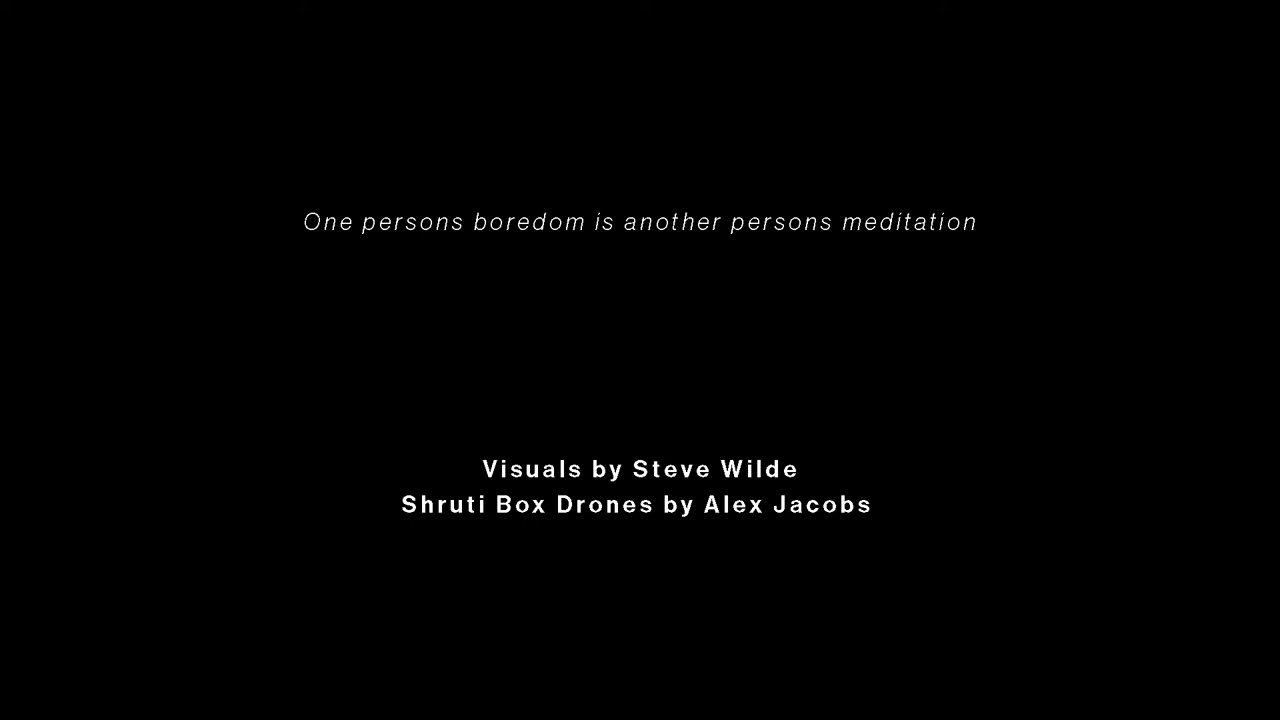 One persons boredom is another persons meditation
Visuals by Steve Wilde
Shruti Box Drones by Alex Jacobs